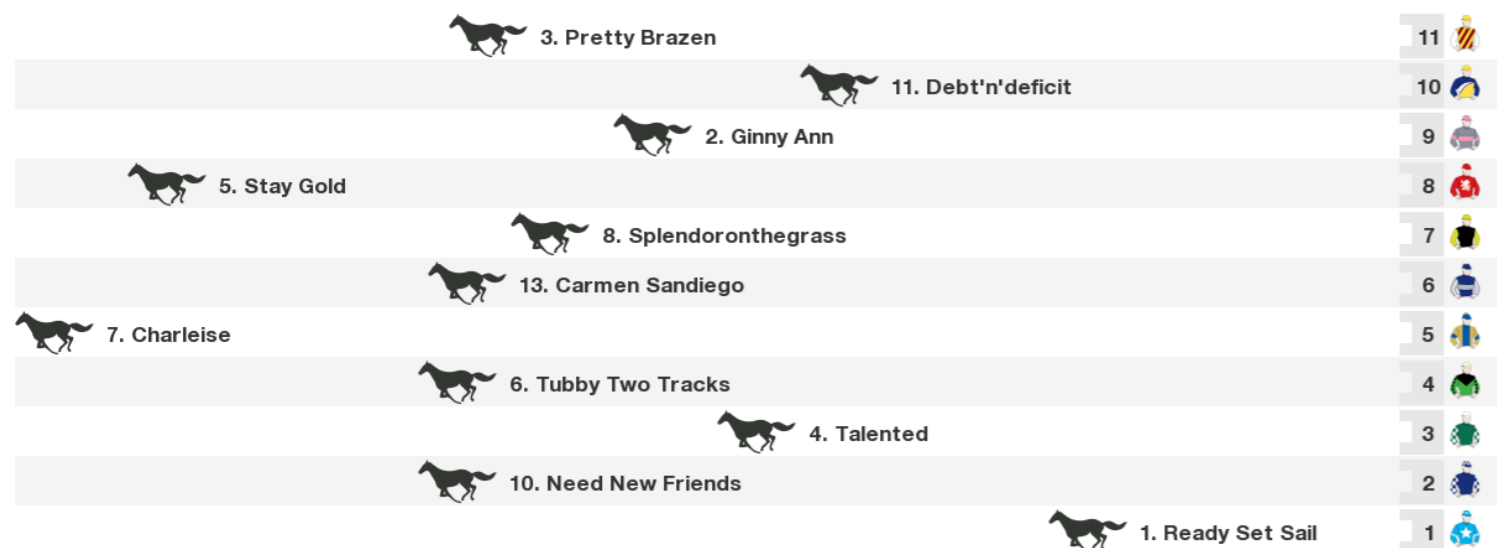 3. Pretty Brazen 11
11. Debt'n'deficit 10
2. Ginny Ann 9
5. Stay Gold 8
8. Splendoronthegrass 7
13. Carmen Sandiego 6
7. Charleise 5
6. Tubby Two Tracks 4
4. Talented 3
10. Need New Friends 2
1. Ready Set Sail 1